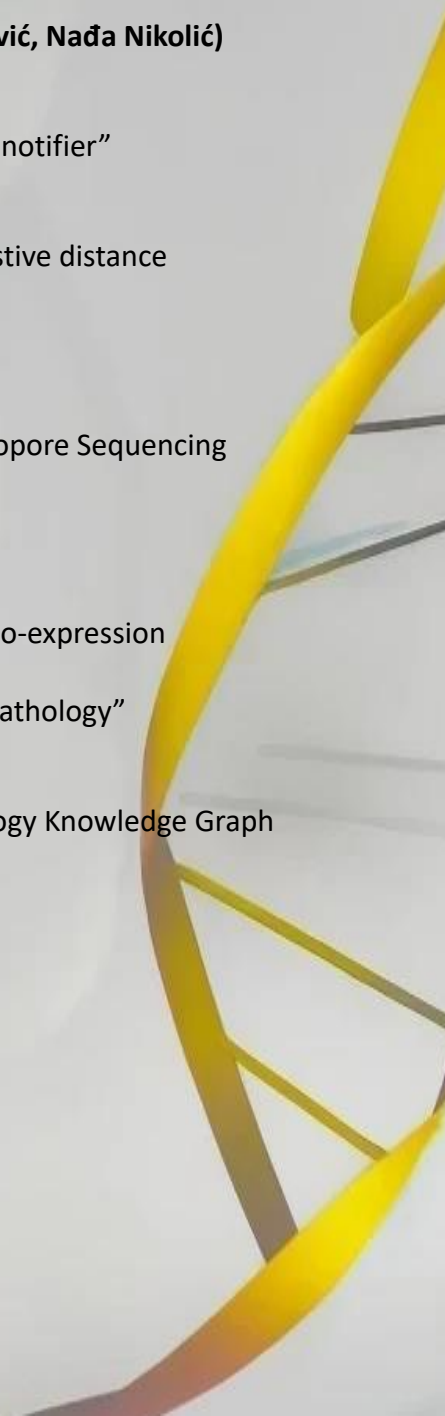 vić, Nađa Nikolić)
notifier”
stive distance
opore Sequencing
o-expression
athology”
ogy Knowledge Graph